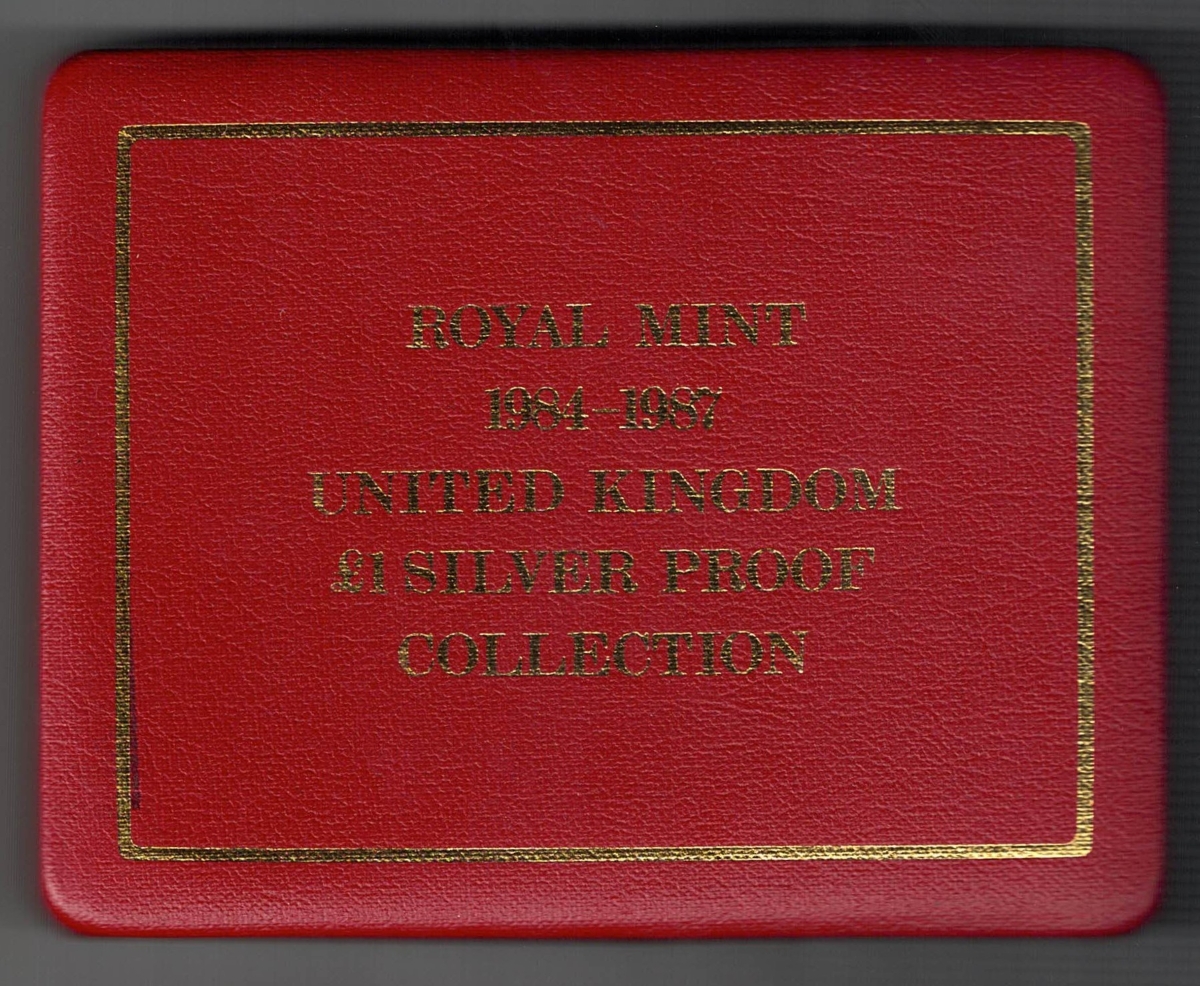 ROYAL MINT
1984–1987
UNITED KINGDOM
£1 SILVER PROOF
COLLECTION